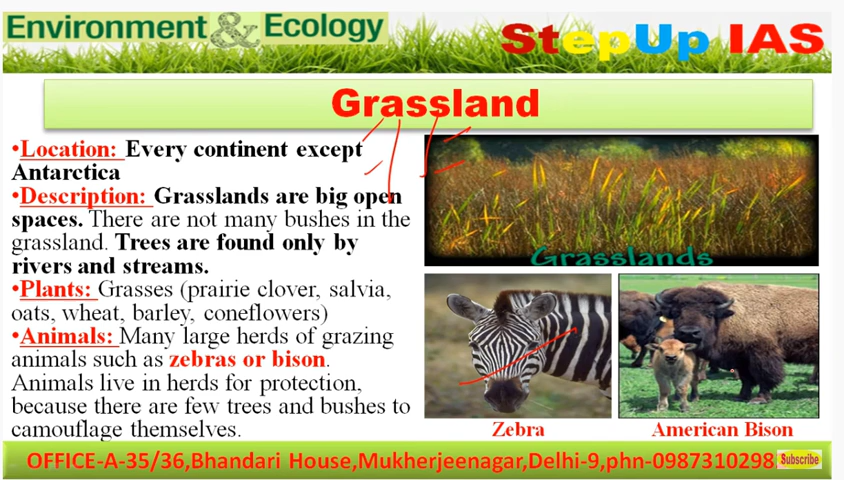 Environment & Ecology
StepUp IAS
Grassland
•Location: Every continent except
Antarctica
•Description: Grasslands are big open
spaces. There are not many bushes in the
grassland. Trees are found only by
rivers and streams.
•Plants: Grasses (prairie clover, salvia,
oats, wheat, barley, coneflowers)
•Animals: Many large herds of grazing
animals such as zebras or bison.
Animals live in herds for protection,
because there are few trees and bushes to
camouflage themselves.
Grasslands
Zebra
American Bison
OFFICE-A-35/36,Bhandari House,Mukherjeenagar,Delhi-9,phn-0987310298
Subscribe